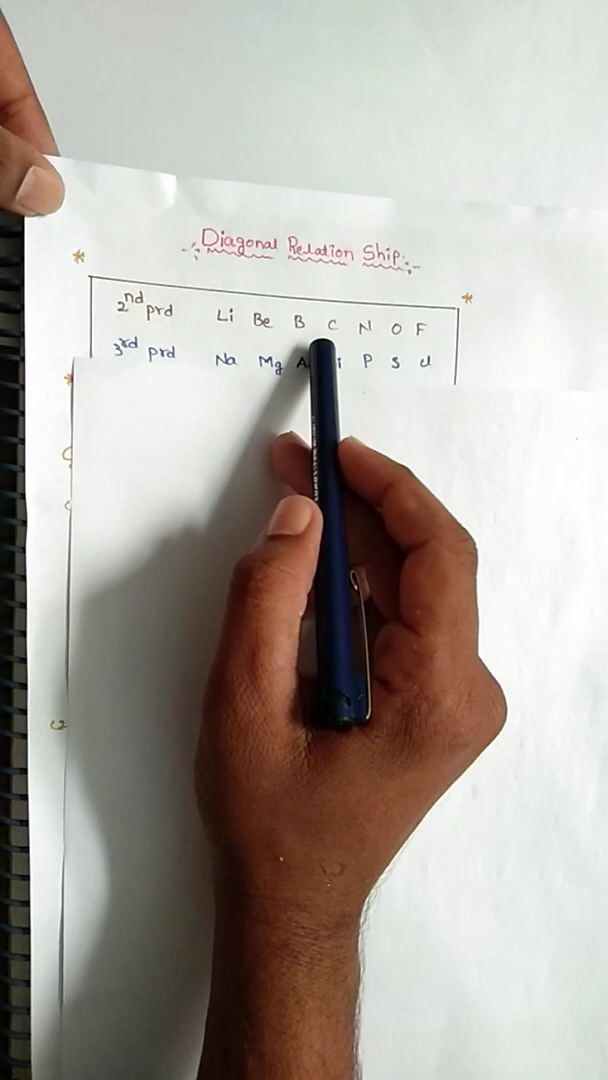 Diagonal Relation Ship
2nd prd Li Be B C N O F
3rd prd Na Mg P S Cl